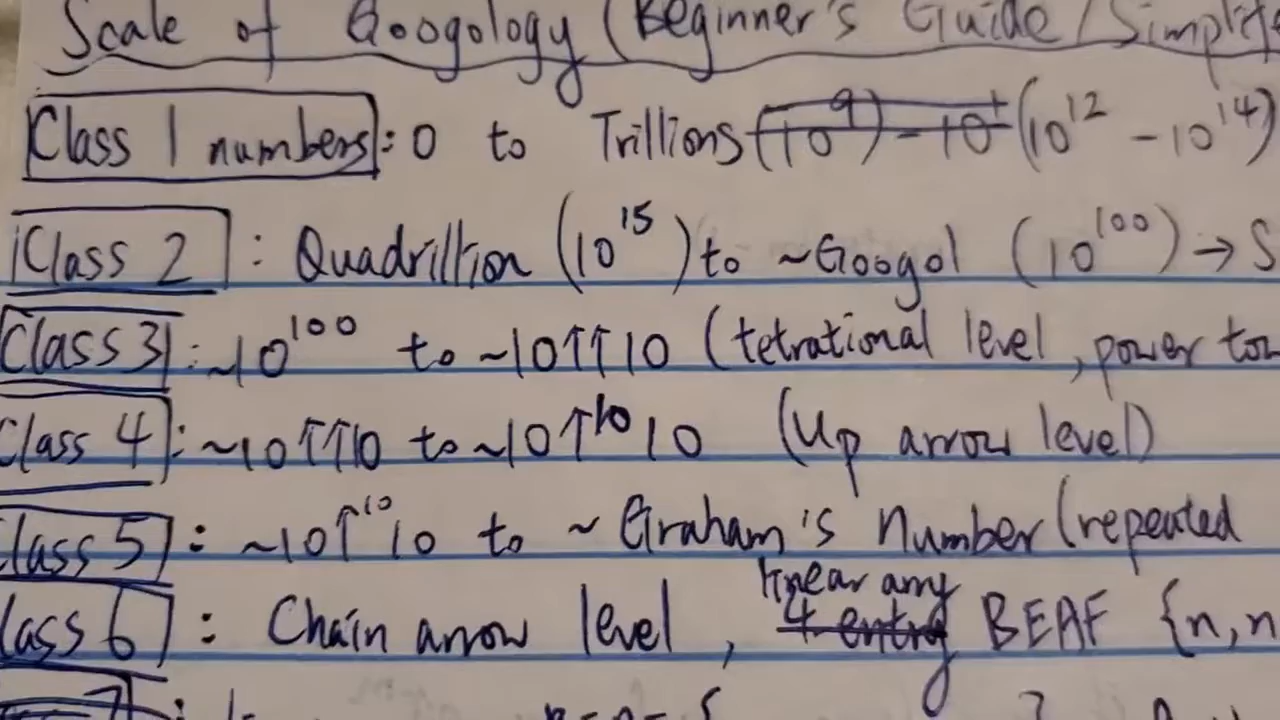 Scale of Googology (Beginner's Guide/Simplif
Class 1 numbers: 0 to Trillions (10^9) - 10 (10^12 - 10^14)
Class 2 : Quadrillion (10^15) to ~Googol (10^100) → S
Class 3 : ~10^100 to ~10↑↑10 (tetrational level, power tow
Class 4 : ~10↑↑10 to ~10↑^10 10 (Up arrow level)
Class 5 : ~10↑^10 10 to ~ Graham's Number (repeated
linear array
Class 6 : Chain arrow level, 4 entry BEAF {n,n